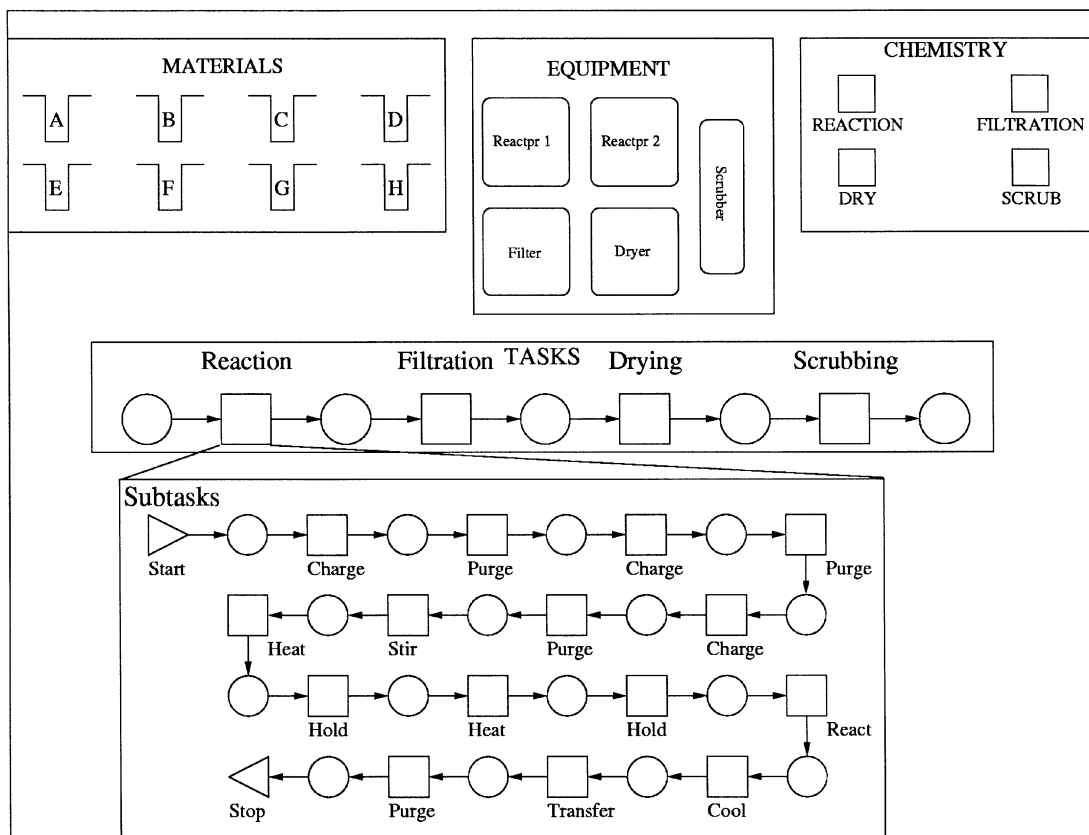 MATERIALS
A B C D
E F G H
EQUIPMENT
Reactpr 1 Reactpr 2
Scrubber
Filter Dryer
CHEMISTRY
REACTION FILTRATION
DRY SCRUB
Reaction Filtration TASKS Drying Scrubbing
Subtasks
Start Charge Purge Charge Purge
Heat Stir Purge Charge
Hold Heat Hold React
Stop Purge Transfer Cool